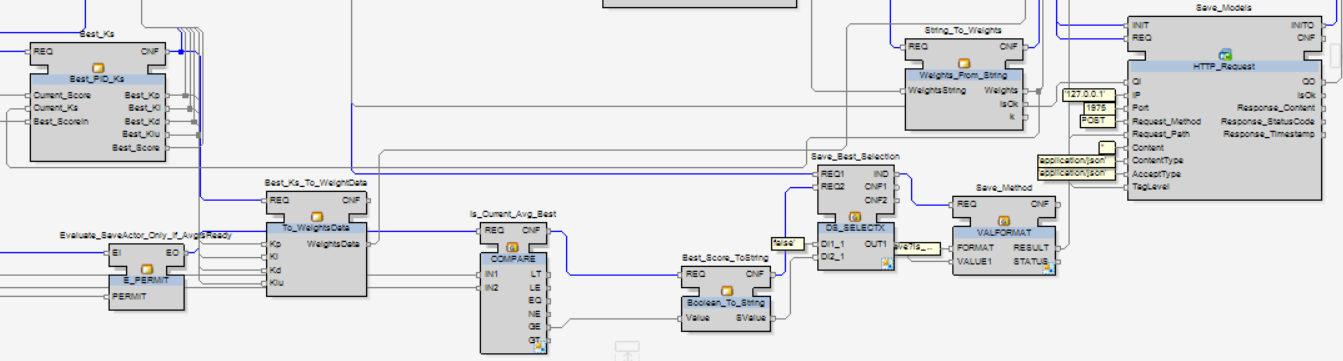 Best_Ks
REQ CNF
Best_PID_Ks
Current_Score Best_Kp
Current_Ks Best_KI
Best_ScoreIn Best_Kd
Best_Klu
Best_Score
Evaluate_SaveActor_Only_If_AvgIsReady
EI EO
E_PERMIT
PERMIT
Best_Ks_To_WeightData
REQ CNF
To_WeightsData
Kp WeightsData
KI
Kd
Klu
Is_Current_Avg_Best
REQ CNF
COMPARE
IN1 LT
IN2 LE
EQ
NE
GE
GT
Best_Score_ToString
REQ CNF
Boolean_To_String
Value SValue
Save_Best_Selection
REQ1 IND
REQ2 CNF1
CNF2
DS_SELECTX
'false'
DI1_1 OUT1
DI2_1
Save_Method
REQ CNF
VALFORMAT
ve?is_...
FORMAT RESULT
VALUE1 STATUS
String_To_Weights
REQ CNF
Weights_From_String
WeightsString Weights
IsOk
k
Save_Models
INIT INITO
REQ CNF
HTTP_Request
QI QO
'127.0.0.1' IP IsOk
1975 Port Response_Content
POST Request_Method Response_StatusCode
Request_Path Response_Timestamp
'' Content
'application/json' ContentType
'application/json' AcceptType
TagLevel